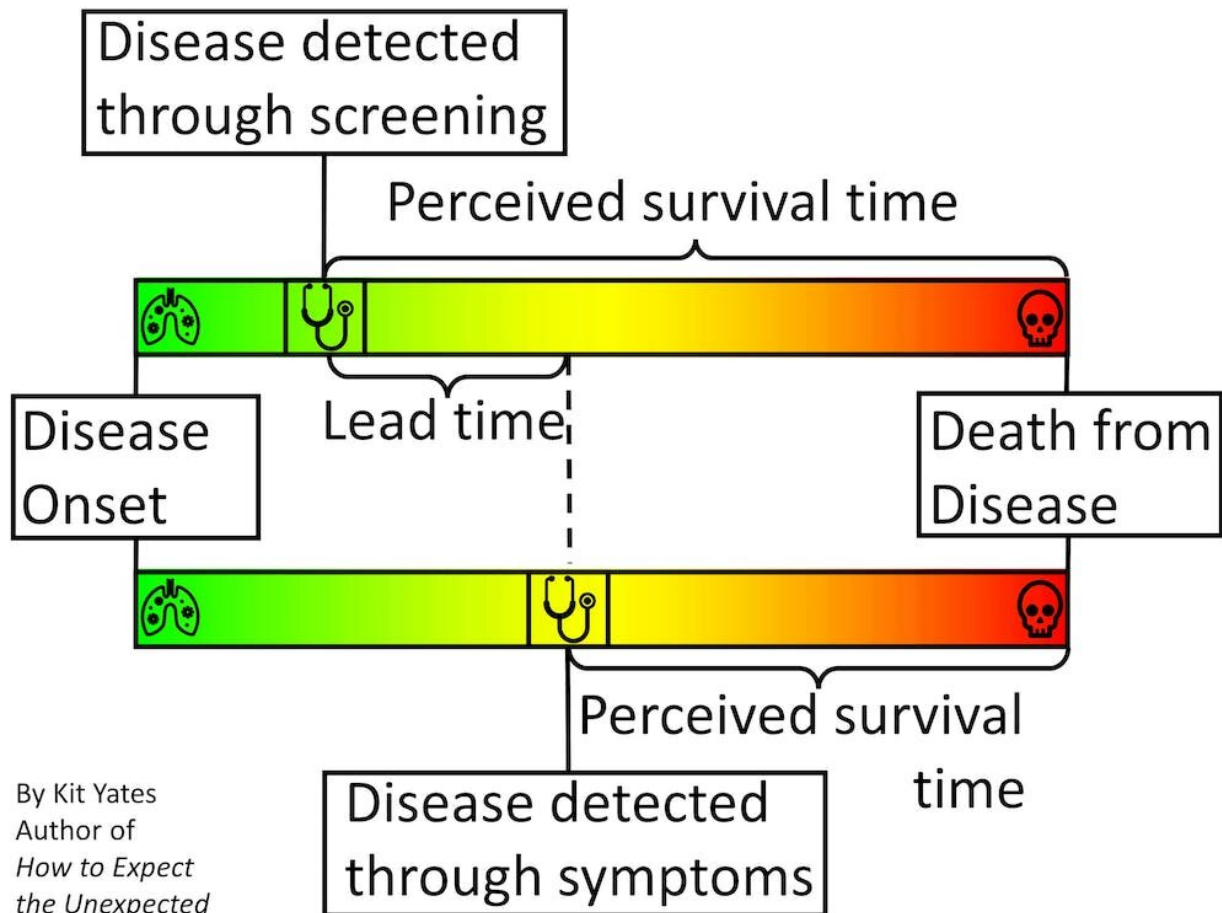 Disease detected
through screening
Perceived survival time
Lead time
Disease
Onset
Death from
Disease
Perceived survival
time
Disease detected
through symptoms
By Kit Yates
Author of
How to Expect
the Unexpected